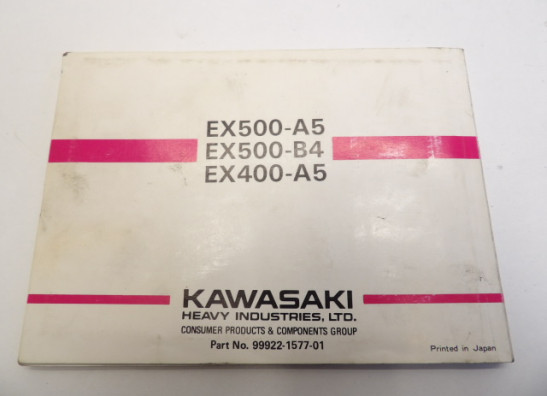 EX500-A5
EX500-B4
EX400-A5
KAWASAKI
HEAVY INDUSTRIES, LTD.
CONSUMER PRODUCTS & COMPONENTS GROUP
Part No. 99922-1577-01
Printed in Japan